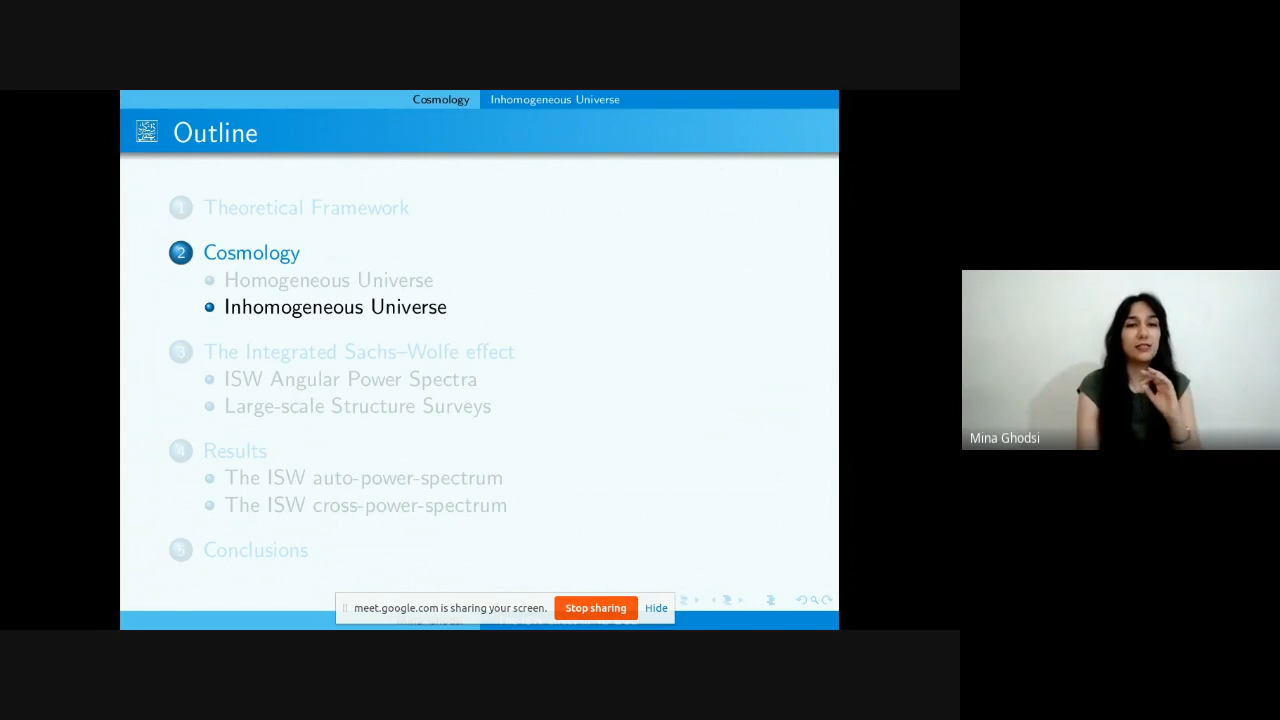 Cosmology
Inhomogeneous Universe
Outline
1 Theoretical Framework
2 Cosmology
Homogeneous Universe
Inhomogeneous Universe
3 The Integrated Sachs–Wolfe effect
ISW Angular Power Spectra
Large-scale Structure Surveys
4 Results
The ISW auto-power-spectrum
The ISW cross-power-spectrum
5 Conclusions
meet.google.com is sharing your screen.
Stop sharing
Hide
Mina Ghodsi